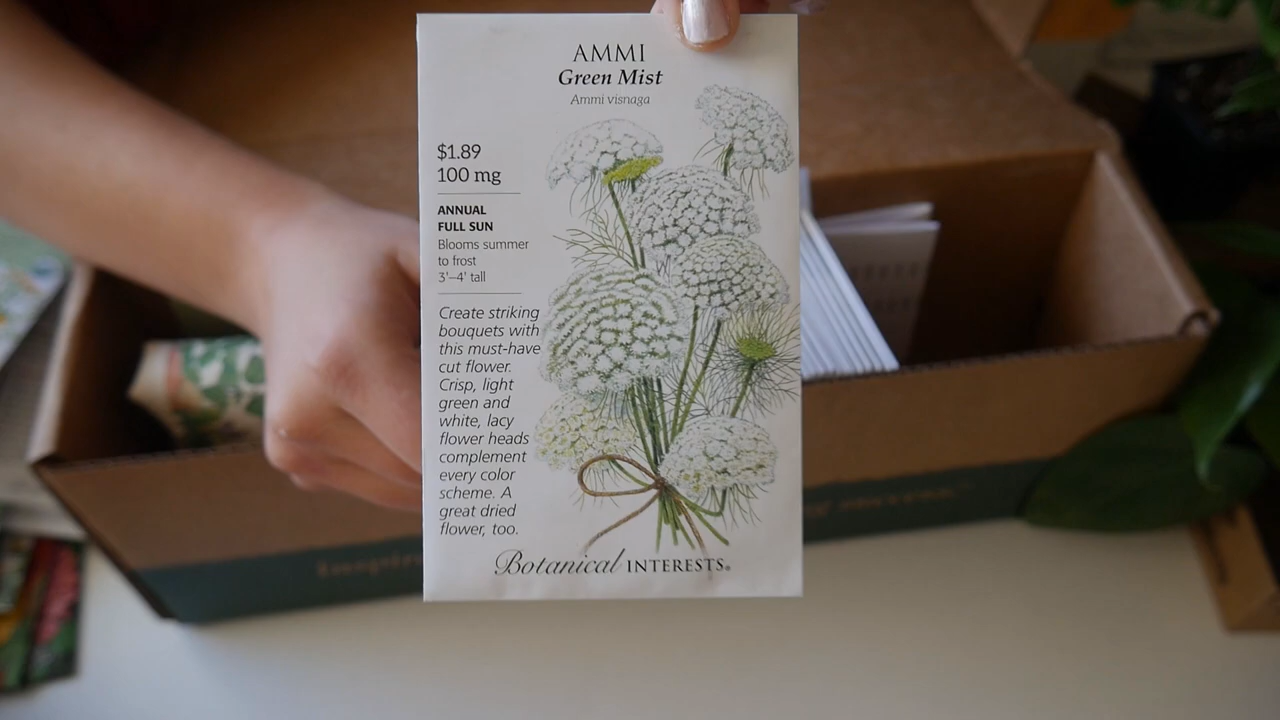 AMMI
Green Mist
Ammi visnaga
$1.89
100 mg
ANNUAL
FULL SUN
Blooms summer
to frost
3'–4' tall
Create striking
bouquets with
this must-have
cut flower.
Crisp, light
green and
white, lacy
flower heads
complement
every color
scheme. A
great dried
flower, too.
Botanical INTERESTS®